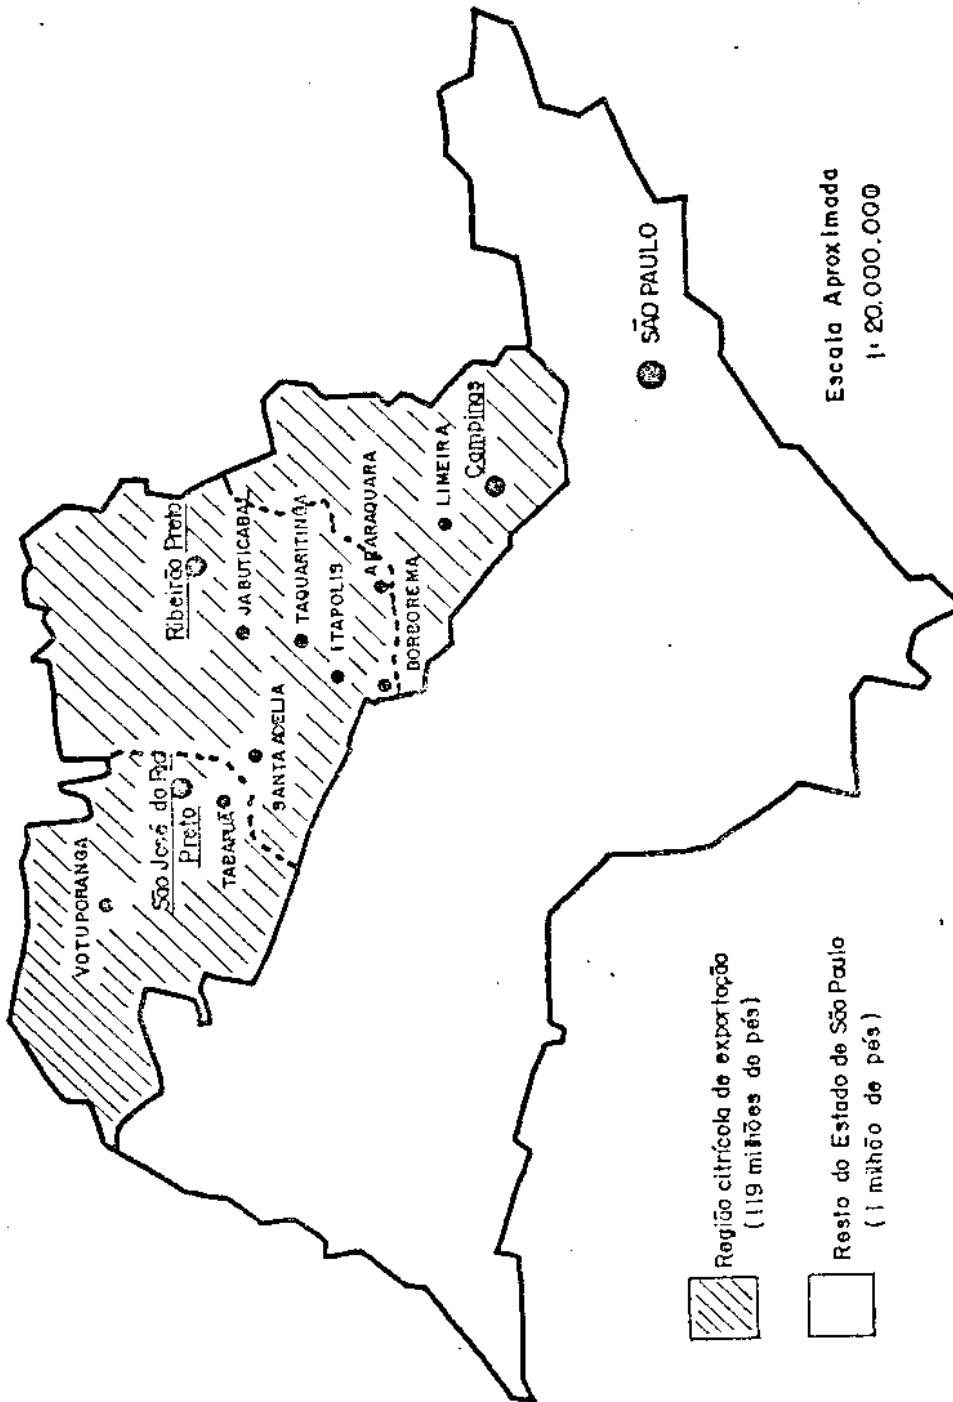 VOTUPORANGA
São José do Rio
Preto
TABAPUÃ
SANTA ADELIA
Ribeirão Preto
JABUTICABAL
TAQUARITINGA
ITAPOLIS
ARARAQUARA
BORBOREMA
LIMEIRA
Campinas
SÃO PAULO
Escala Aproximada
1:20.000.000
Região citrícola de exportação
(119 milhões de pés)
Resto do Estado de São Paulo
(1 milhão de pés)